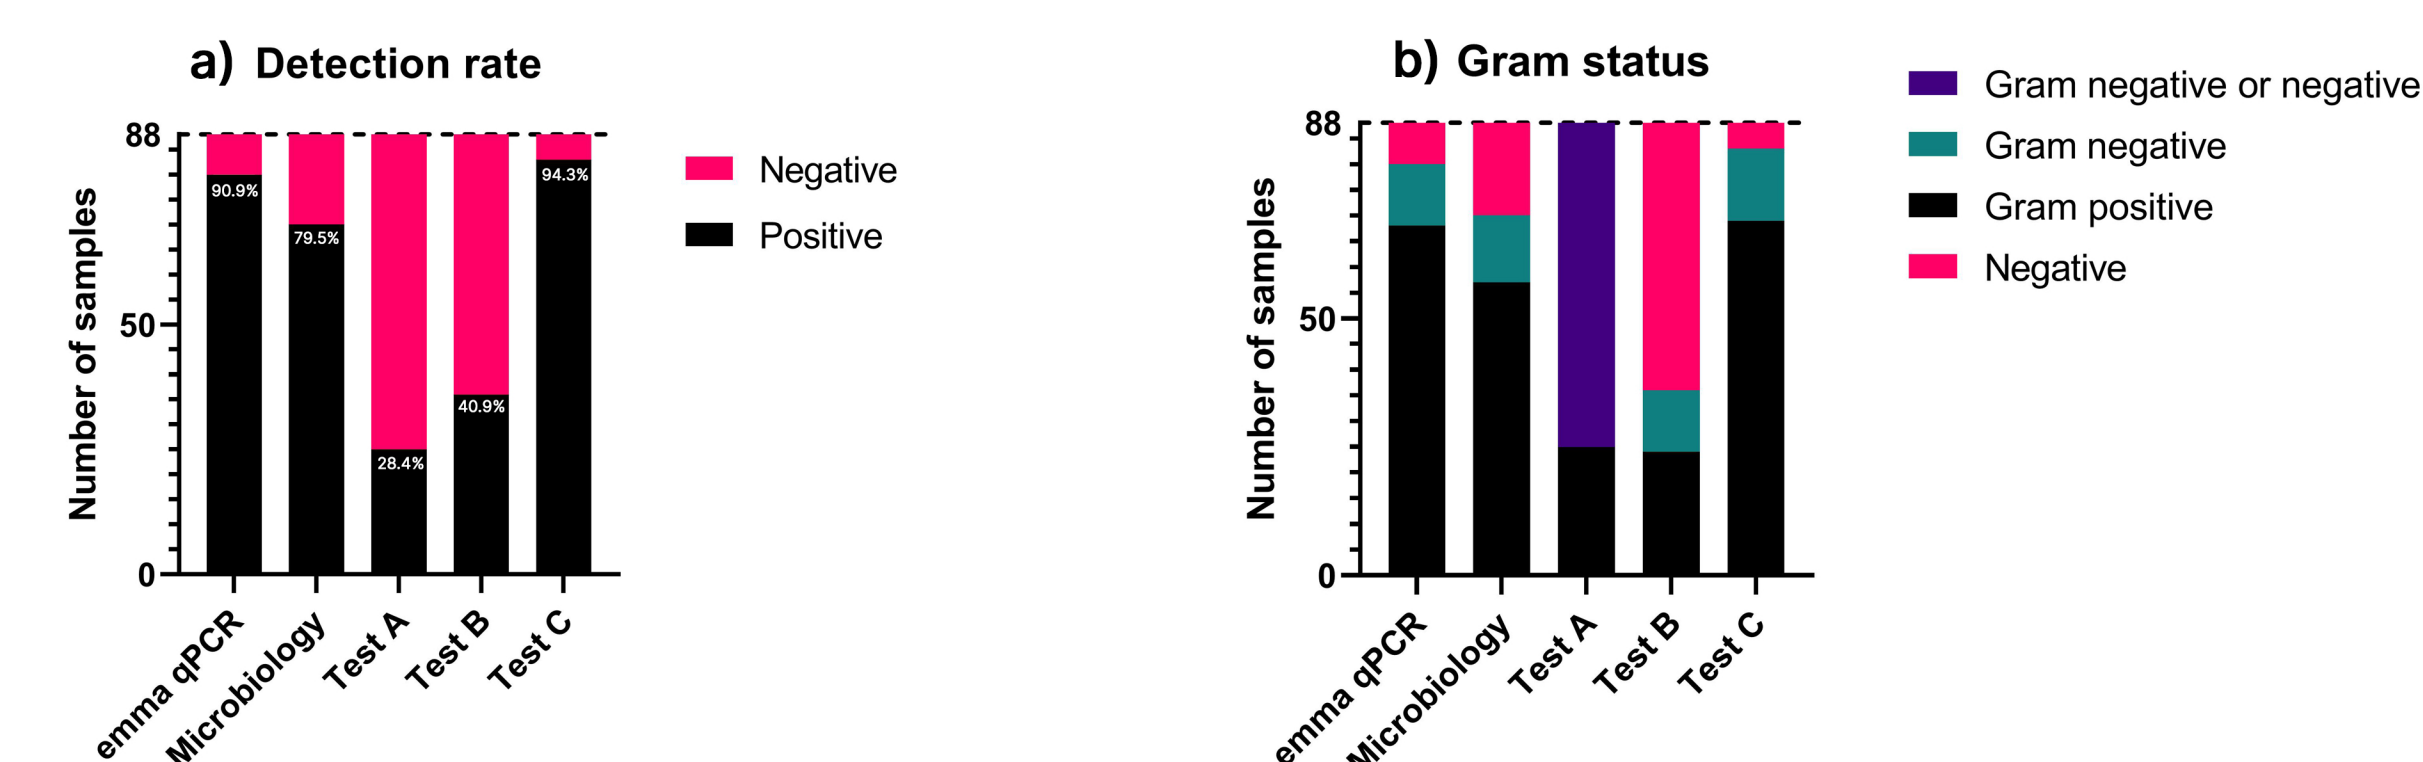 a) Detection rate
Number of samples
88
50
0
90.9%
79.5%
28.4%
40.9%
94.3%
emma qPCR
Microbiology
Test A
Test B
Test C
Negative
Positive
b) Gram status
Number of samples
88
50
0
emma qPCR
Microbiology
Test A
Test B
Test C
Gram negative or negative
Gram negative
Gram positive
Negative